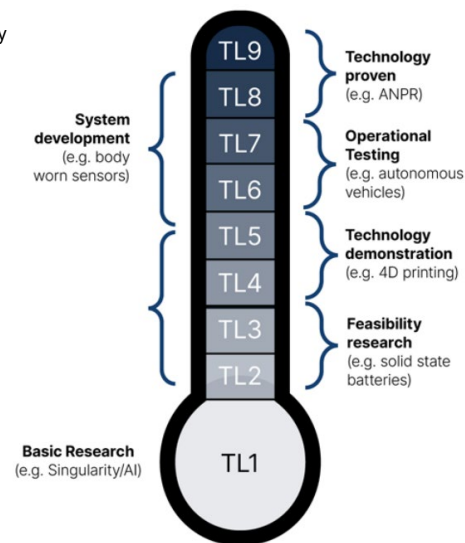 y
TL9
TL8
TL7
TL6
TL5
TL4
TL3
TL2
TL1
System
development
(e.g. body
worn sensors)
Basic Research
(e.g. Singularity/AI)
Technology
proven
(e.g. ANPR)
Operational
Testing
(e.g. autonomous
vehicles)
Technology
demonstration
(e.g. 4D printing)
Feasibility
research
(e.g. solid state
batteries)